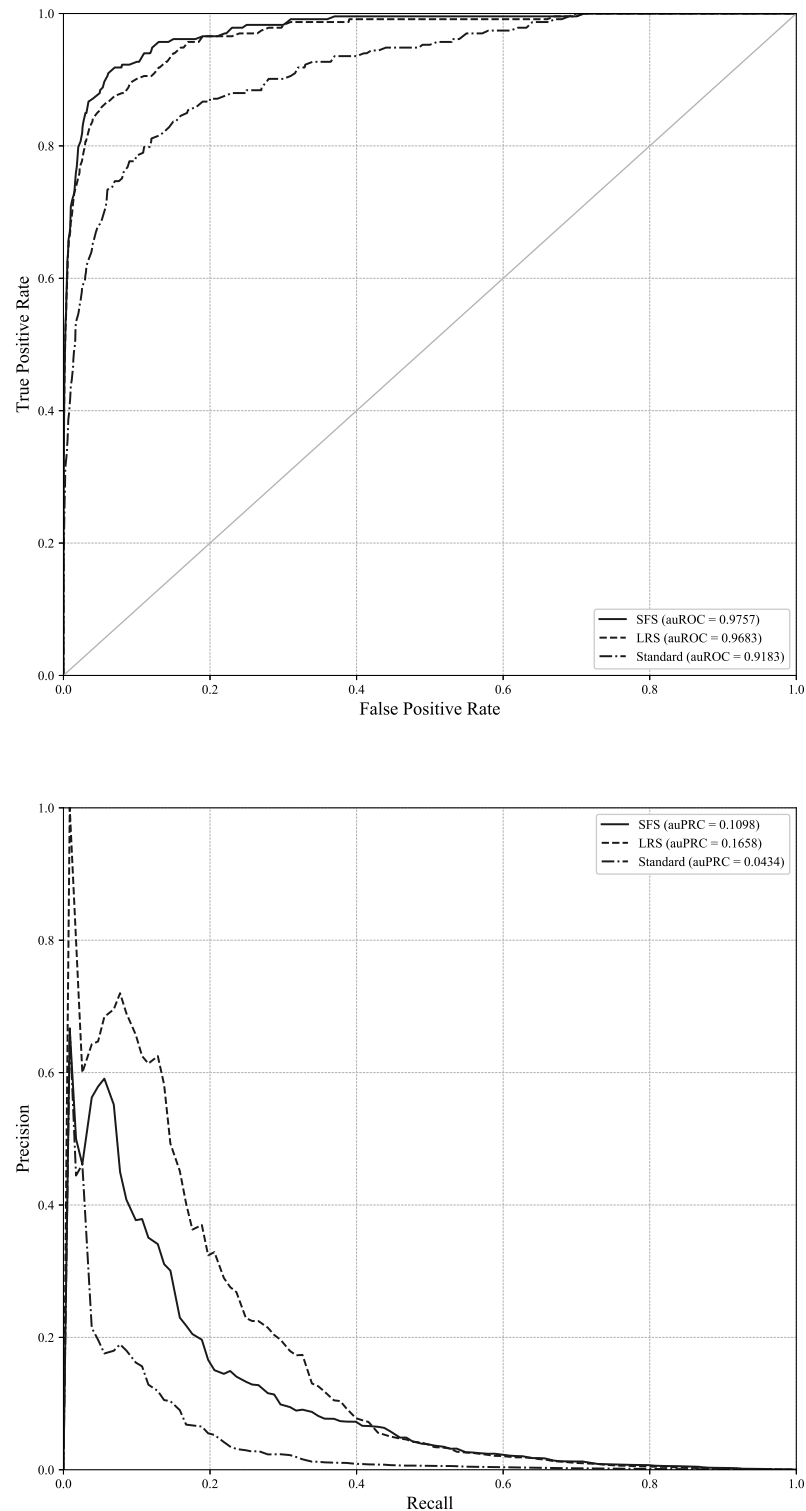 1.0
0.8
0.6
0.4
0.2
0.0
True Positive Rate
SFS (auROC = 0.9757)
LRS (auROC = 0.9683)
Standard (auROC = 0.9183)
0.0 0.2 0.4 0.6 0.8 1.0
False Positive Rate
1.0
0.8
0.6
0.4
0.2
0.0
Precision
SFS (auPRC = 0.1098)
LRS (auPRC = 0.1658)
Standard (auPRC = 0.0434)
0.0 0.2 0.4 0.6 0.8 1.0
Recall